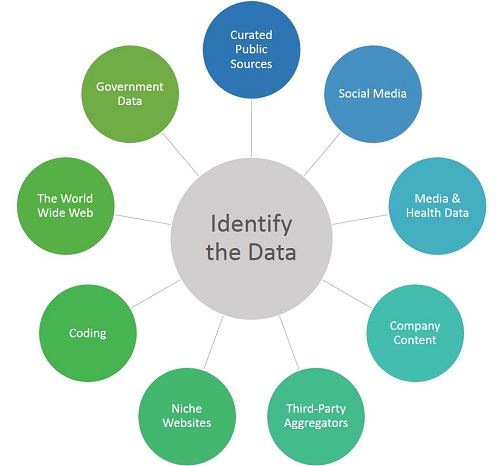 Curated
Public
Sources
Social Media
Media &
Health Data
Company
Content
Third-Party
Aggregators
Niche
Websites
Coding
The World
Wide Web
Government
Data
Identify
the Data